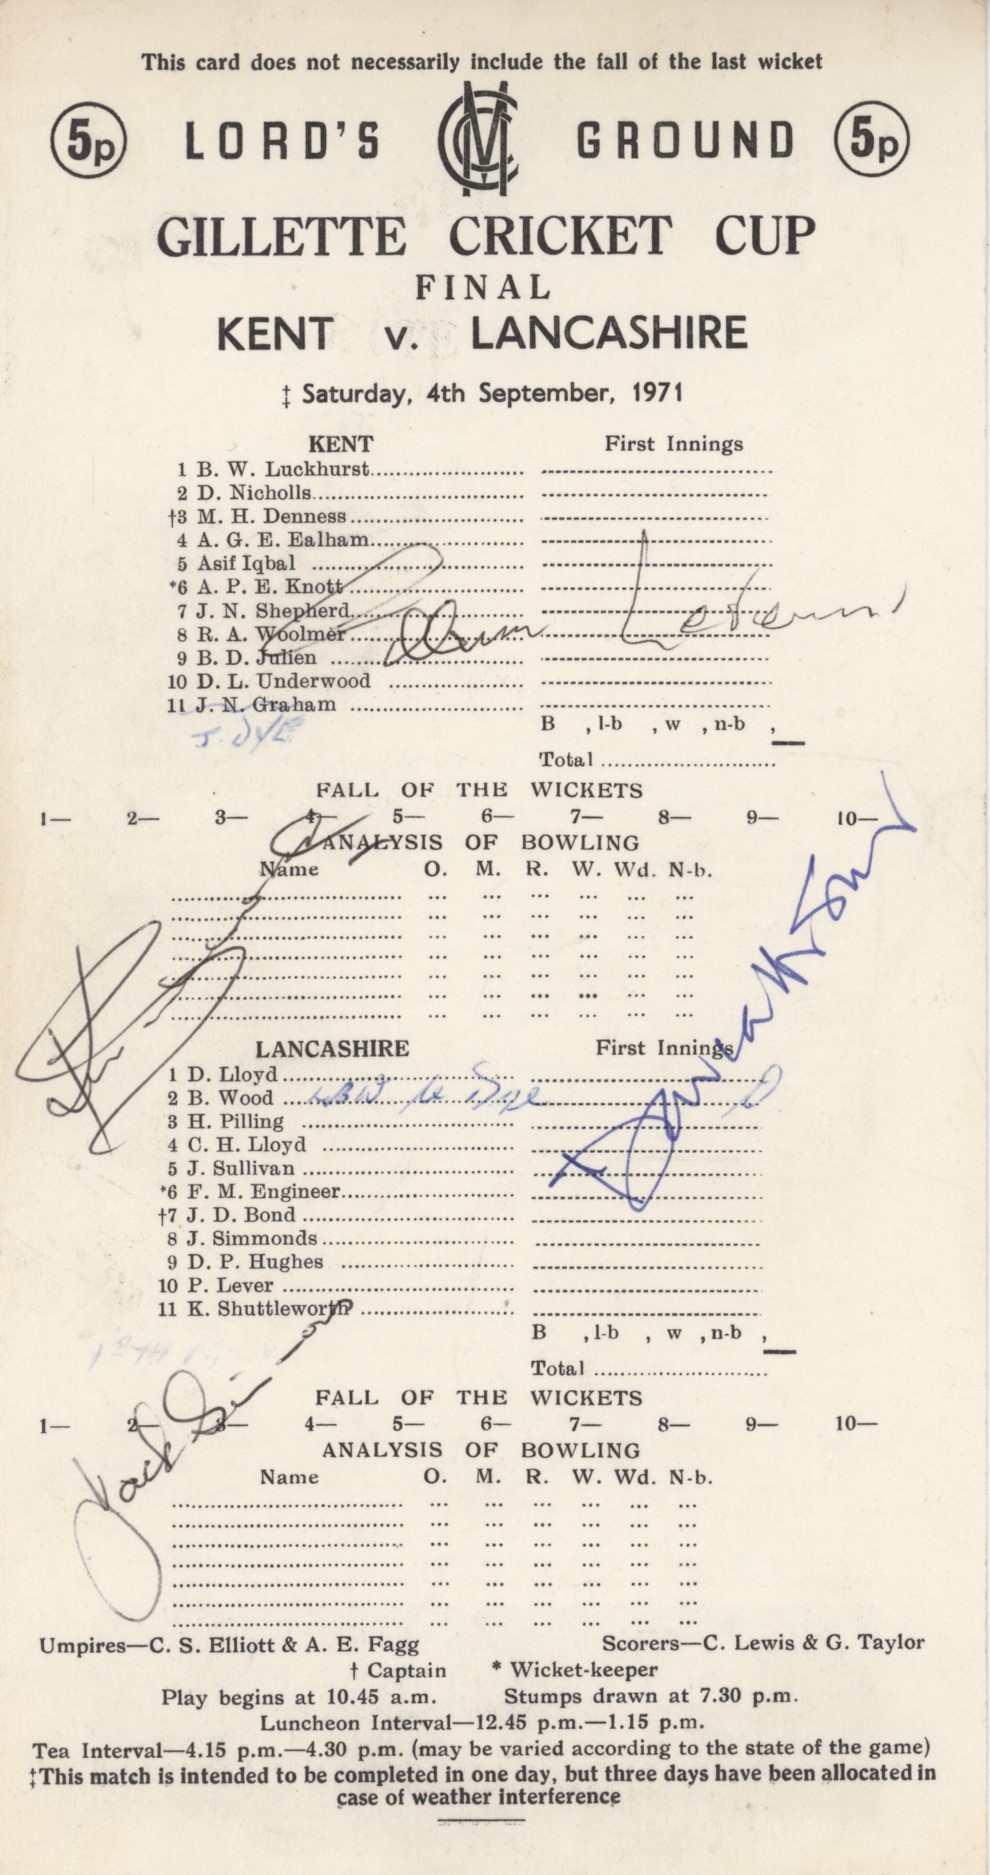 This card does not necessarily include the fall of the last wicket
5p LORD'S MCC GROUND 5p
GILLETTE CRICKET CUP
FINAL
KENT v. LANCASHIRE
‡ Saturday, 4th September, 1971
KENT First Innings
1 B. W. Luckhurst
2 D. Nicholls
†3 M. H. Denness
4 A. G. E. Ealham
5 Asif Iqbal
*6 A. P. E. Knott
7 J. N. Shepherd
8 R. A. Woolmer
9 B. D. Julien
10 D. L. Underwood
11 J. N. Graham
J. DYE
B , l-b , w , n-b ,
Total
FALL OF THE WICKETS
1— 2— 3— 4— 5— 6— 7— 8— 9— 10—
ANALYSIS OF BOWLING
Name O. M. R. W. Wd. N-b.
LANCASHIRE First Innings
1 D. Lloyd
2 B. Wood LBW b Dye 0
3 H. Pilling
4 C. H. Lloyd
5 J. Sullivan
*6 F. M. Engineer
†7 J. D. Bond
8 J. Simmonds
9 D. P. Hughes
10 P. Lever
11 K. Shuttleworth
B , l-b , w , n-b ,
Total
Jack Simmons
FALL OF THE WICKETS
1— 2— 3— 4— 5— 6— 7— 8— 9— 10—
ANALYSIS OF BOWLING
Name O. M. R. W. Wd. N-b.
Umpires—C. S. Elliott & A. E. Fagg Scorers—C. Lewis & G. Taylor
† Captain * Wicket-keeper
Play begins at 10.45 a.m. Stumps drawn at 7.30 p.m.
Luncheon Interval—12.45 p.m.—1.15 p.m.
Tea Interval—4.15 p.m.—4.30 p.m. (may be varied according to the state of the game)
‡This match is intended to be completed in one day, but three days have been allocated in
case of weather interference